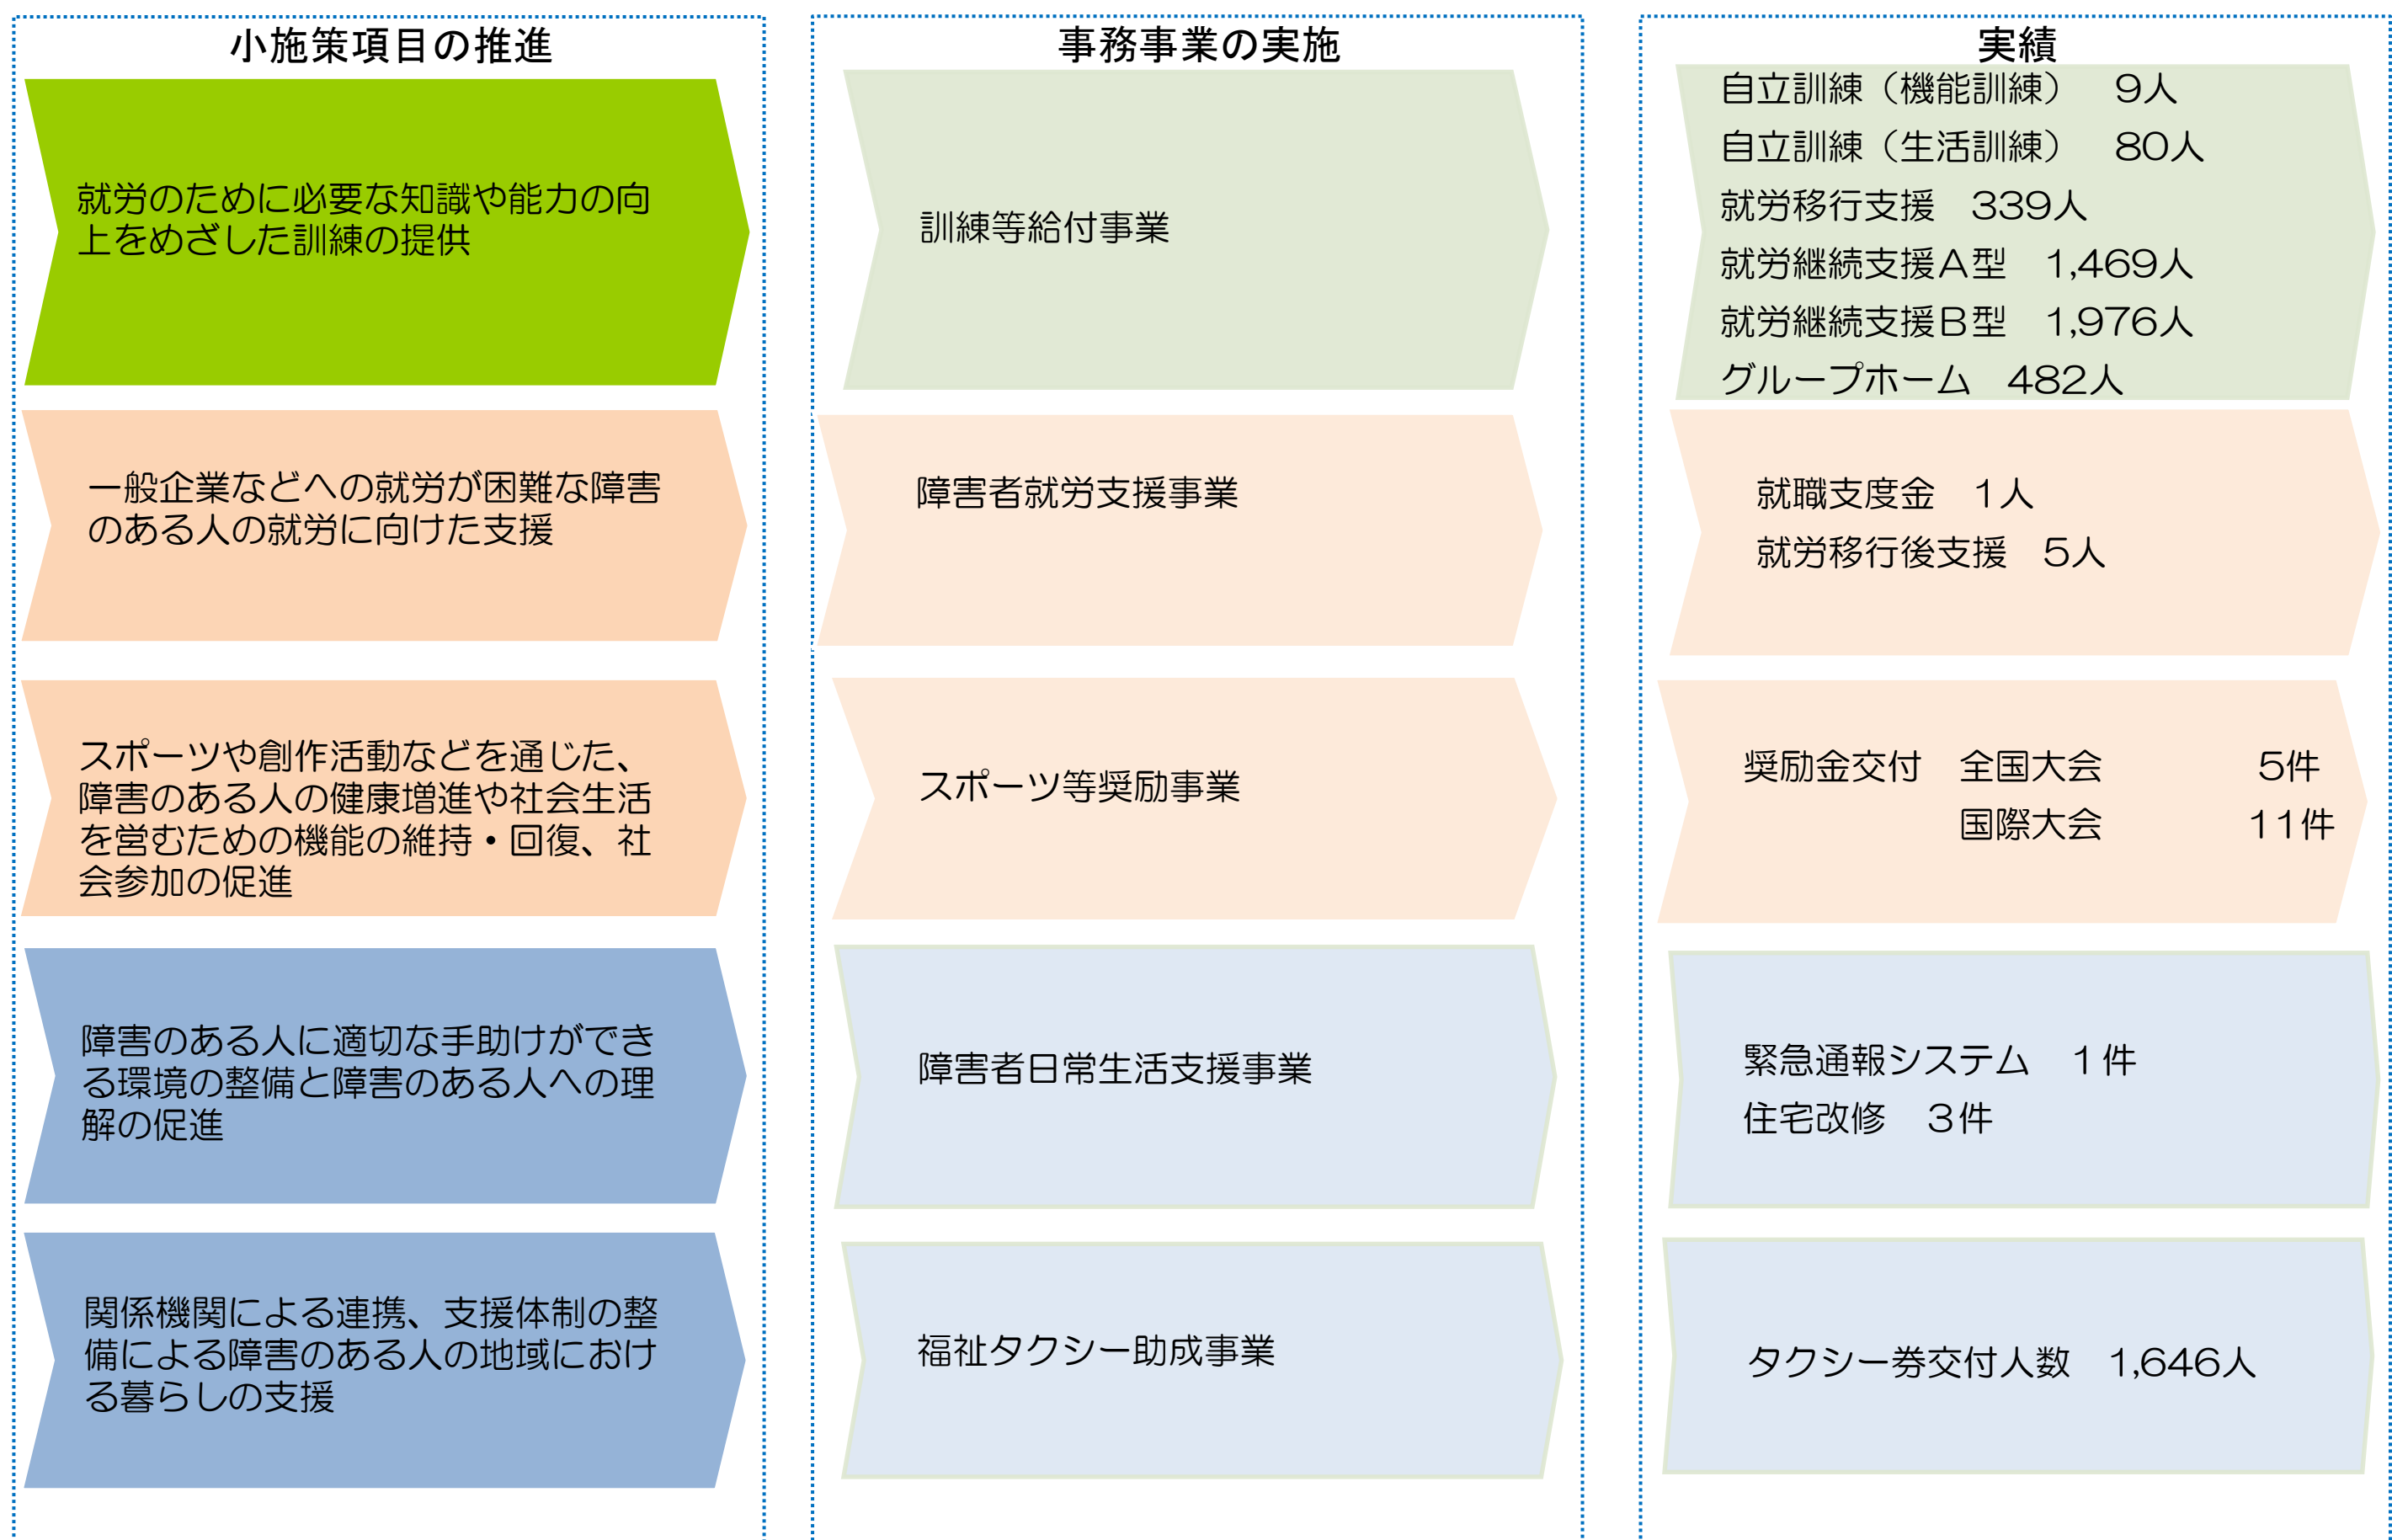 小施策項目の推進
就労のために必要な知識や能力の向
上をめざした訓練の提供
一般企業などへの就労が困難な障害
のある人の就労に向けた支援
スポーツや創作活動などを通じた、
障害のある人の健康増進や社会生活
を営むための機能の維持・回復、社
会参加の促進
障害のある人に適切な手助けができ
る環境の整備と障害のある人への理
解の促進
関係機関による連携、支援体制の整
備による障害のある人の地域におけ
る暮らしの支援
事務事業の実施
訓練等給付事業
障害者就労支援事業
スポーツ等奨励事業
障害者日常生活支援事業
福祉タクシー助成事業
実績
自立訓練（機能訓練）　9人
自立訓練（生活訓練）　80人
就労移行支援　339人
就労継続支援Ａ型　1,469人
就労継続支援Ｂ型　1,976人
グループホーム　482人
就職支度金　１人
就労移行後支援　5人
奨励金交付　全国大会　5件
国際大会　11件
緊急通報システム　１件
住宅改修　３件
タクシー券交付人数　1,646人